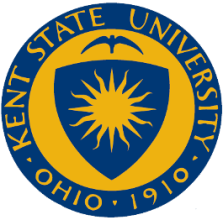 KENT STATE UNIVERSITY
· OHIO · 1910 ·